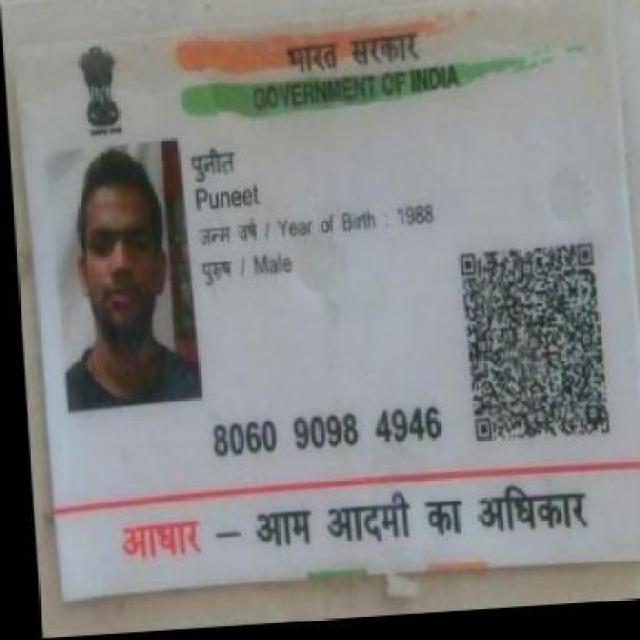 भारत सरकार
GOVERNMENT OF INDIA
पुनीत
Puneet
जन्म वर्ष / Year of Birth : 1988
पुरुष / Male
8060 9098 4946
आधार – आम आदमी का अधिकार